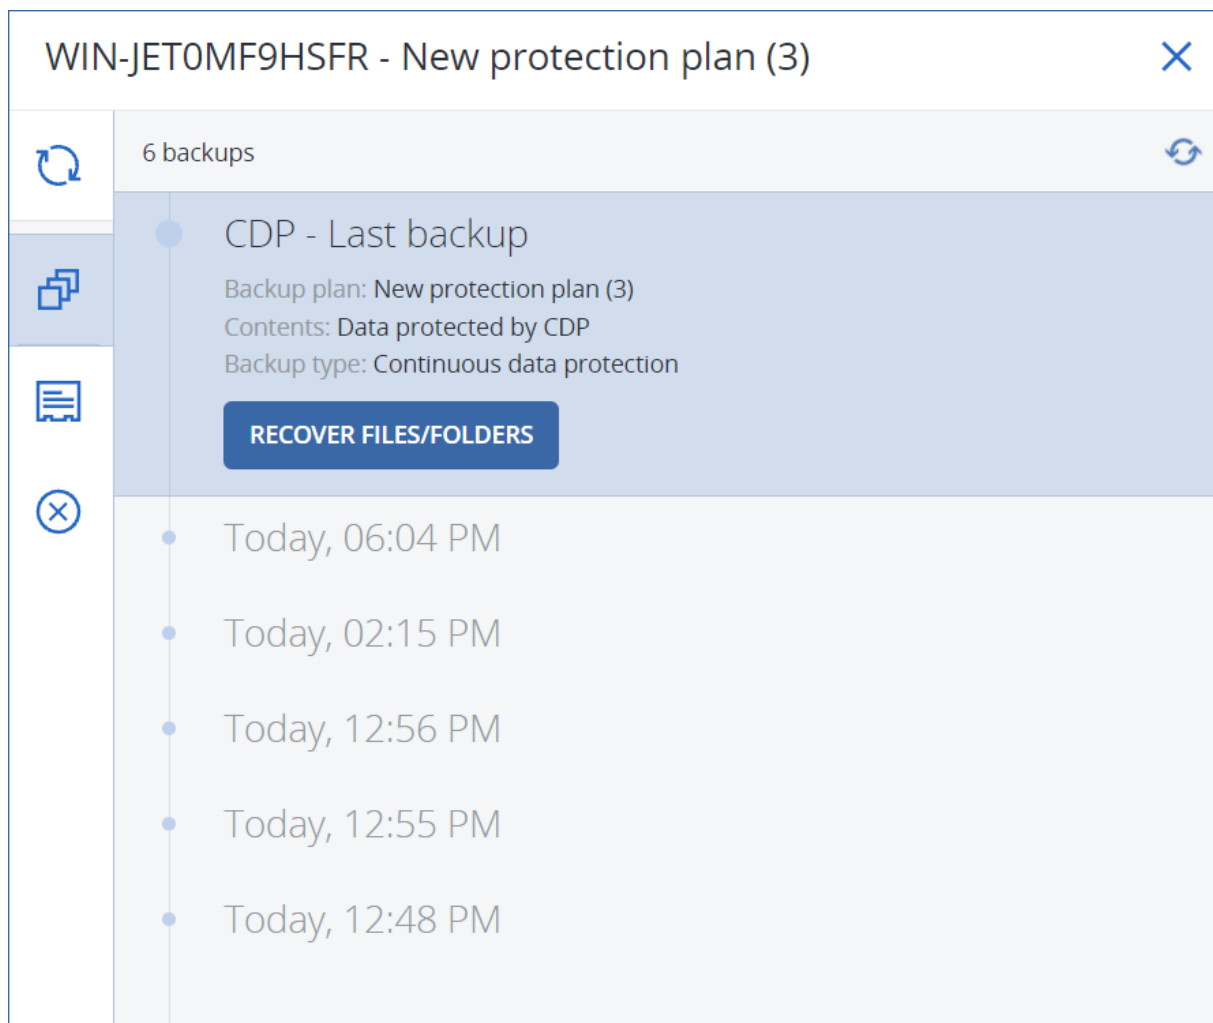 WIN-JET0MF9HSFR - New protection plan (3)
6 backups
CDP - Last backup
Backup plan: New protection plan (3)
Contents: Data protected by CDP
Backup type: Continuous data protection
RECOVER FILES/FOLDERS
Today, 06:04 PM
Today, 02:15 PM
Today, 12:56 PM
Today, 12:55 PM
Today, 12:48 PM